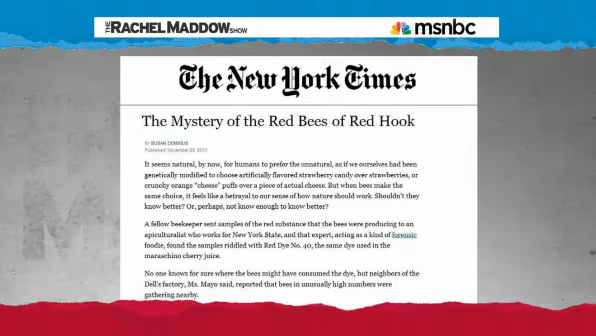 THE RACHEL MADDOW SHOW
msnbc
The New York Times
The Mystery of the Red Bees of Red Hook
By SUSAN DOMINUS
Published: November 29, 2010
It seems natural, by now, for humans to prefer the unnatural, as if we ourselves had been
genetically modified to choose artificially flavored strawberry candy over strawberries, or
crunchy orange “cheese” puffs over a piece of actual cheese. But when bees make the
same choice, it feels like a betrayal to our sense of how nature should work. Shouldn’t they
know better? Or, perhaps, not know enough to know better?
A fellow beekeeper sent samples of the red substance that the bees were producing to an
apiculturalist who works for New York State, and that expert, acting as a kind of forensic
foodie, found the samples riddled with Red Dye No. 40, the same dye used in the
maraschino cherry juice.
No one knows for sure where the bees might have consumed the dye, but neighbors of the
Dell’s factory, Ms. Mayo said, reported that bees in unusually high numbers were
gathering nearby.